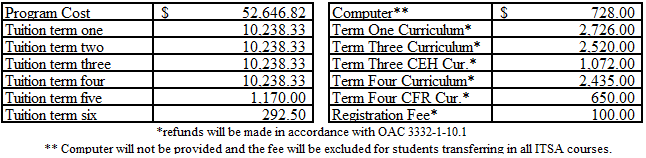 Program Cost $ 52.646.82 Computer** $ 728.00
Tuition term one 10.238.33 Term One Curriculum* 2,726.00
Tuition term two 10.238.33 Term Three Curriculum* 2,520.00
Tuition term three 10.238.33 Term Three CEH Cur.* 1,072.00
Tuition term four 10.238.33 Term Four Curriculum* 2,435.00
Tuition term five 1.170.00 Term Four CFR Cur.* 650.00
Tuition term six 292.50 Registration Fee* 100.00
*refunds will be made in accordance with OAC 3332-1-10.1
** Computer will not be provided and the fee will be excluded for students transferring in all ITSA courses.